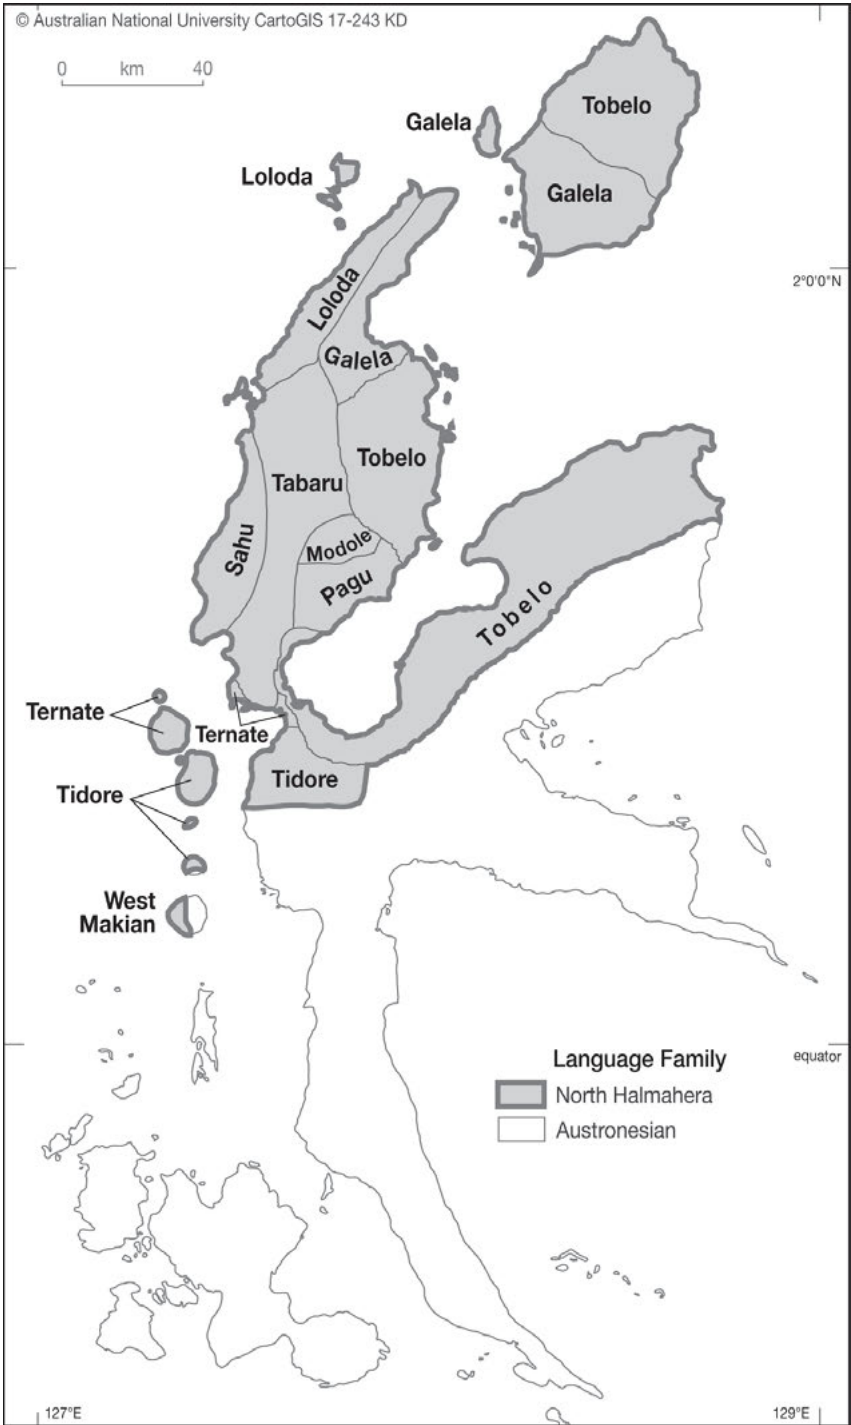 © Australian National University CartoGIS 17-243 KD
0 km 40
Tobelo
Galela
Loloda
Galela
2°0'0"N
Loloda
Galela
Tobelo
Tabaru
Sahu
Modole
Pagu
Tobelo
Ternate
Ternate
Tidore
Tidore
West
Makian
equator
Language Family
North Halmahera
Austronesian
127°E
129°E